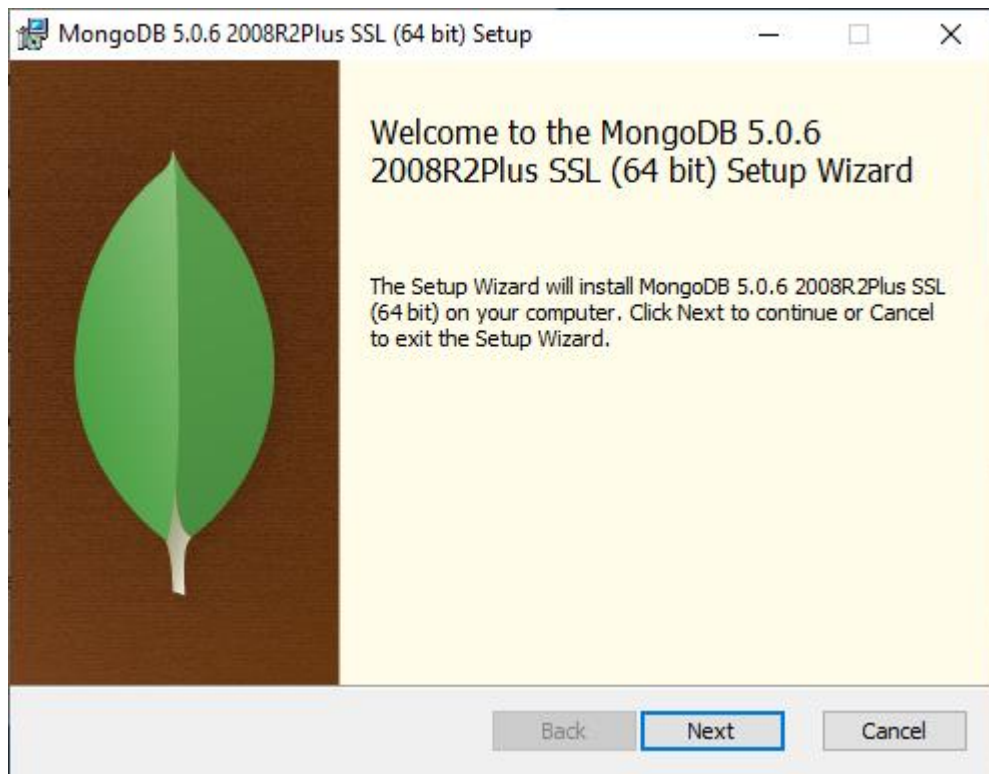 MongoDB 5.0.6 2008R2Plus SSL (64 bit) Setup
Welcome to the MongoDB 5.0.6
2008R2Plus SSL (64 bit) Setup Wizard
The Setup Wizard will install MongoDB 5.0.6 2008R2Plus SSL
(64 bit) on your computer. Click Next to continue or Cancel
to exit the Setup Wizard.
Back
Next
Cancel